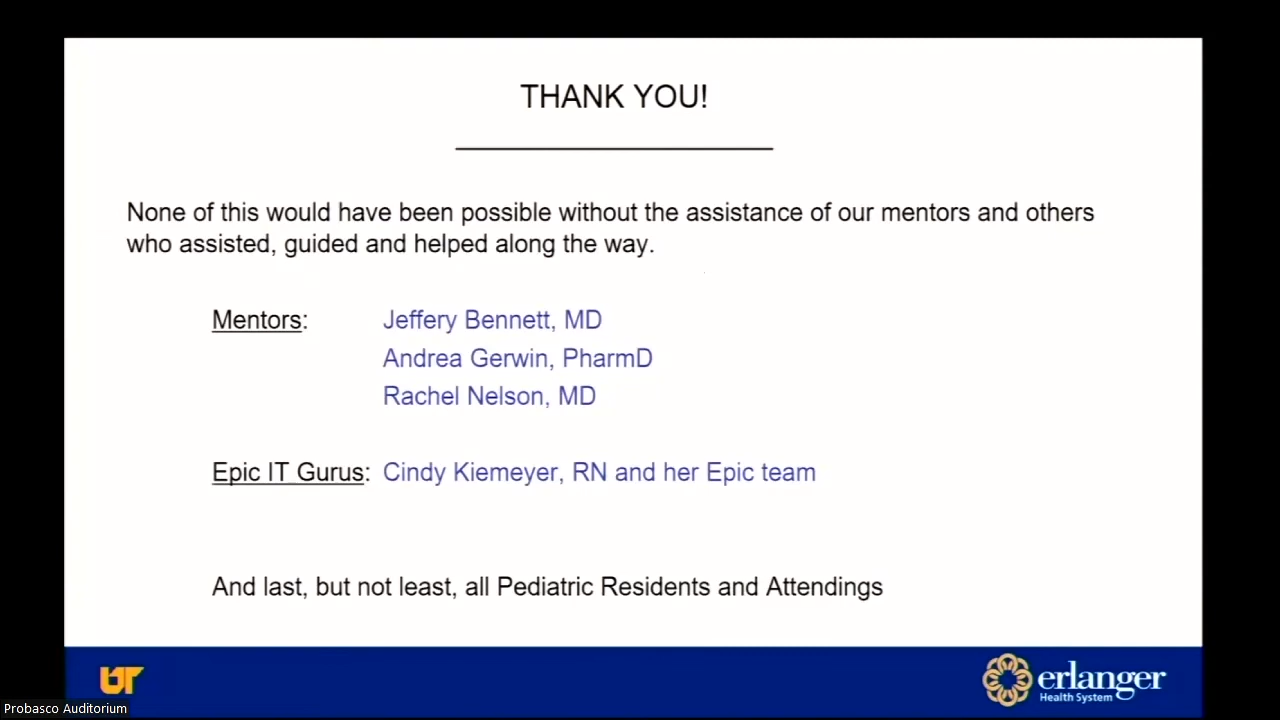 THANK YOU!
None of this would have been possible without the assistance of our mentors and others
who assisted, guided and helped along the way.
Mentors: Jeffery Bennett, MD
Andrea Gerwin, PharmD
Rachel Nelson, MD
Epic IT Gurus: Cindy Kiemeyer, RN and her Epic team
And last, but not least, all Pediatric Residents and Attendings
UT
erlanger
Health System
Probasco Auditorium